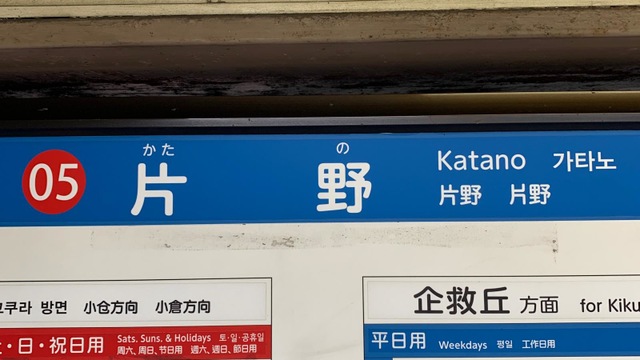 かた の
05 片 野 Katano 가타노
片野 片野
쿠라 방면 小仓方向 小倉方向
企救丘 方面 for Kiku
・日・祝日用 Sats. Suns. & Holidays 토·일·공휴일
周六、周日、节日用 週六、週日、節日用
平日用 Weekdays 평일 工作日用